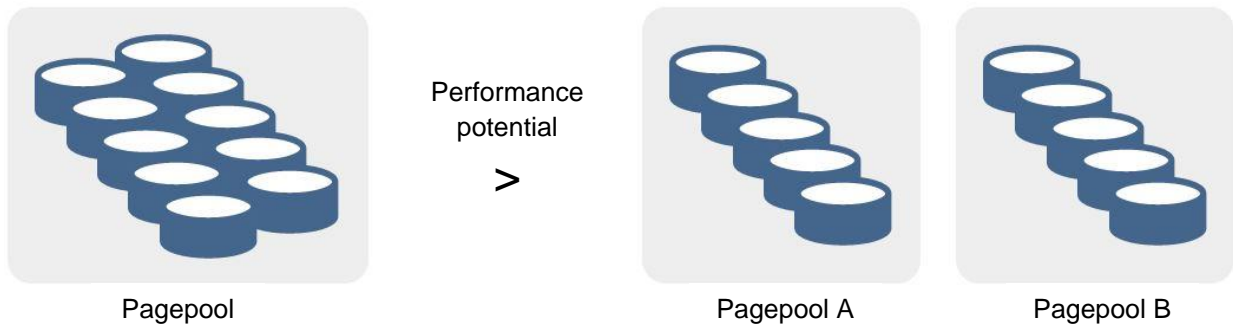 Performance
potential
>
Pagepool
Pagepool A
Pagepool B